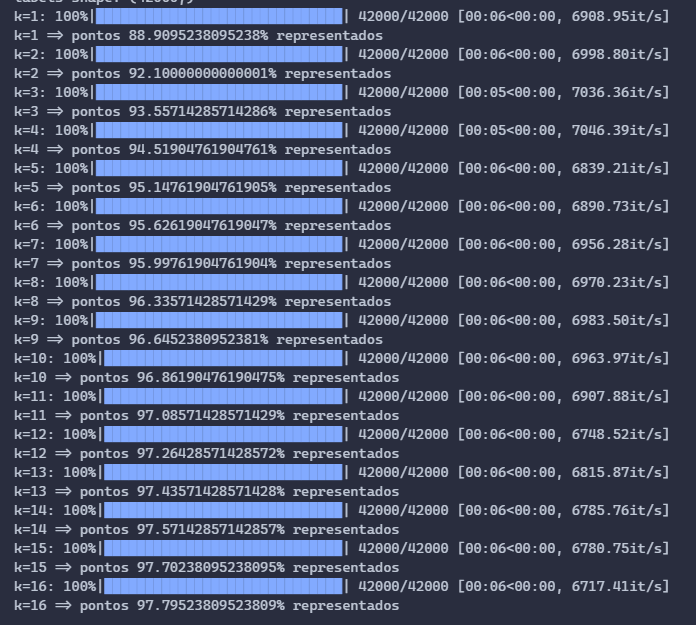 labels shape: (42000,)
k=1: 100%|██████████| 42000/42000 [00:06<00:00, 6908.95it/s]
k=1 => pontos 88.9095238095238% representados
k=2: 100%|██████████| 42000/42000 [00:06<00:00, 6998.80it/s]
k=2 => pontos 92.10000000000001% representados
k=3: 100%|██████████| 42000/42000 [00:05<00:00, 7036.36it/s]
k=3 => pontos 93.55714285714286% representados
k=4: 100%|██████████| 42000/42000 [00:05<00:00, 7046.39it/s]
k=4 => pontos 94.51904761904761% representados
k=5: 100%|██████████| 42000/42000 [00:06<00:00, 6839.21it/s]
k=5 => pontos 95.14761904761905% representados
k=6: 100%|██████████| 42000/42000 [00:06<00:00, 6890.73it/s]
k=6 => pontos 95.62619047619047% representados
k=7: 100%|██████████| 42000/42000 [00:06<00:00, 6956.28it/s]
k=7 => pontos 95.99761904761904% representados
k=8: 100%|██████████| 42000/42000 [00:06<00:00, 6970.23it/s]
k=8 => pontos 96.33571428571429% representados
k=9: 100%|██████████| 42000/42000 [00:06<00:00, 6983.50it/s]
k=9 => pontos 96.6452380952381% representados
k=10: 100%|██████████| 42000/42000 [00:06<00:00, 6963.97it/s]
k=10 => pontos 96.86190476190475% representados
k=11: 100%|██████████| 42000/42000 [00:06<00:00, 6907.88it/s]
k=11 => pontos 97.08571428571429% representados
k=12: 100%|██████████| 42000/42000 [00:06<00:00, 6748.52it/s]
k=12 => pontos 97.26428571428572% representados
k=13: 100%|██████████| 42000/42000 [00:06<00:00, 6815.87it/s]
k=13 => pontos 97.43571428571428% representados
k=14: 100%|██████████| 42000/42000 [00:06<00:00, 6785.76it/s]
k=14 => pontos 97.57142857142857% representados
k=15: 100%|██████████| 42000/42000 [00:06<00:00, 6780.75it/s]
k=15 => pontos 97.70238095238095% representados
k=16: 100%|██████████| 42000/42000 [00:06<00:00, 6717.41it/s]
k=16 => pontos 97.79523809523809% representados